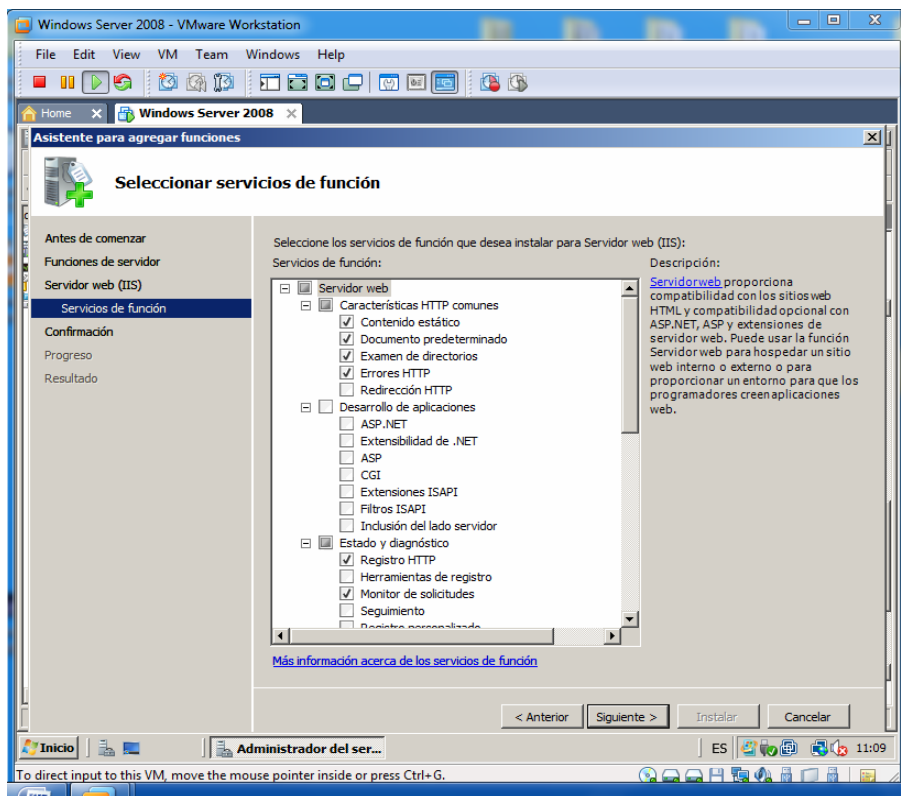 Windows Server 2008 - VMware Workstation
File Edit View VM Team Windows Help
Home Windows Server 2008
Asistente para agregar funciones
Seleccionar servicios de función
Antes de comenzar
Funciones de servidor
Servidor web (IIS)
Servicios de función
Confirmación
Progreso
Resultado
Seleccione los servicios de función que desea instalar para Servidor web (IIS):
Servicios de función:
Servidor web
Características HTTP comunes
Contenido estático
Documento predeterminado
Examen de directorios
Errores HTTP
Redirección HTTP
Desarrollo de aplicaciones
ASP.NET
Extensibilidad de .NET
ASP
CGI
Extensiones ISAPI
Filtros ISAPI
Inclusión del lado servidor
Estado y diagnóstico
Registro HTTP
Herramientas de registro
Monitor de solicitudes
Seguimiento
Registro personalizado
Descripción:
Servidor web proporciona
compatibilidad con los sitios web
HTML y compatibilidad opcional con
ASP.NET, ASP y extensiones de
servidor web. Puede usar la función
Servidor web para hospedar un sitio
web interno o externo o para
proporcionar un entorno para que los
programadores creen aplicaciones
web.
Más información acerca de los servicios de función
< Anterior Siguiente > Instalar Cancelar
Inicio Administrador del ser... ES 11:09
To direct input to this VM, move the mouse pointer inside or press Ctrl+G.